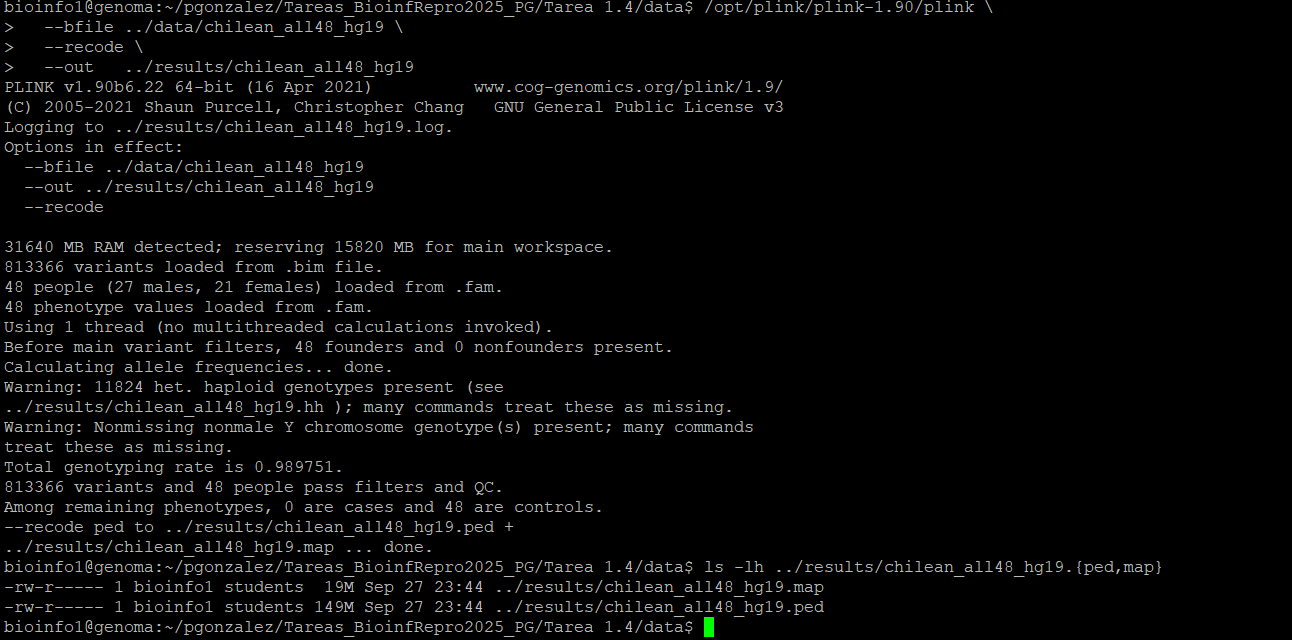 bioinfo1@genoma:~/pgonzalez/Tareas_BioinfRepro2025_PG/Tarea 1.4/data$ /opt/plink/plink-1.90/plink \
>   --bfile ../data/chilean_all48_hg19 \
>   --recode \
>   --out   ../results/chilean_all48_hg19
PLINK v1.90b6.22 64-bit (16 Apr 2021)          www.cog-genomics.org/plink/1.9/
(C) 2005-2021 Shaun Purcell, Christopher Chang   GNU General Public License v3
Logging to ../results/chilean_all48_hg19.log.
Options in effect:
  --bfile ../data/chilean_all48_hg19
  --out ../results/chilean_all48_hg19
  --recode

31640 MB RAM detected; reserving 15820 MB for main workspace.
813366 variants loaded from .bim file.
48 people (27 males, 21 females) loaded from .fam.
48 phenotype values loaded from .fam.
Using 1 thread (no multithreaded calculations invoked).
Before main variant filters, 48 founders and 0 nonfounders present.
Calculating allele frequencies... done.
Warning: 11824 het. haploid genotypes present (see
../results/chilean_all48_hg19.hh ); many commands treat these as missing.
Warning: Nonmissing nonmale Y chromosome genotype(s) present; many commands
treat these as missing.
Total genotyping rate is 0.989751.
813366 variants and 48 people pass filters and QC.
Among remaining phenotypes, 0 are cases and 48 are controls.
--recode ped to ../results/chilean_all48_hg19.ped +
../results/chilean_all48_hg19.map ... done.
bioinfo1@genoma:~/pgonzalez/Tareas_BioinfRepro2025_PG/Tarea 1.4/data$ ls -lh ../results/chilean_all48_hg19.{ped,map}
-rw-r----- 1 bioinfo1 students  19M Sep 27 23:44 ../results/chilean_all48_hg19.map
-rw-r----- 1 bioinfo1 students 149M Sep 27 23:44 ../results/chilean_all48_hg19.ped
bioinfo1@genoma:~/pgonzalez/Tareas_BioinfRepro2025_PG/Tarea 1.4/data$